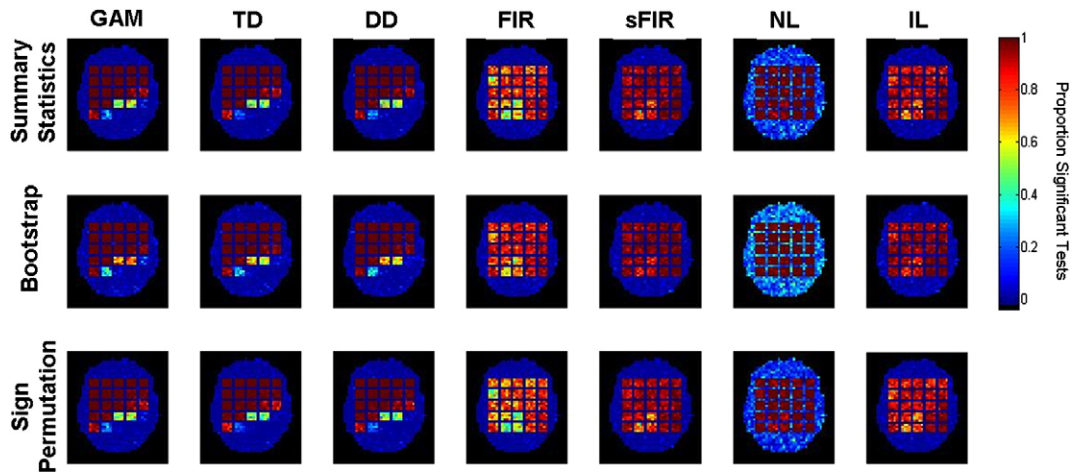 GAM TD DD FIR sFIR NL IL
Summary
Statistics
Bootstrap
Sign
Permutation
1
0.8
0.6
0.4
0.2
0
Proportion Significant Tests